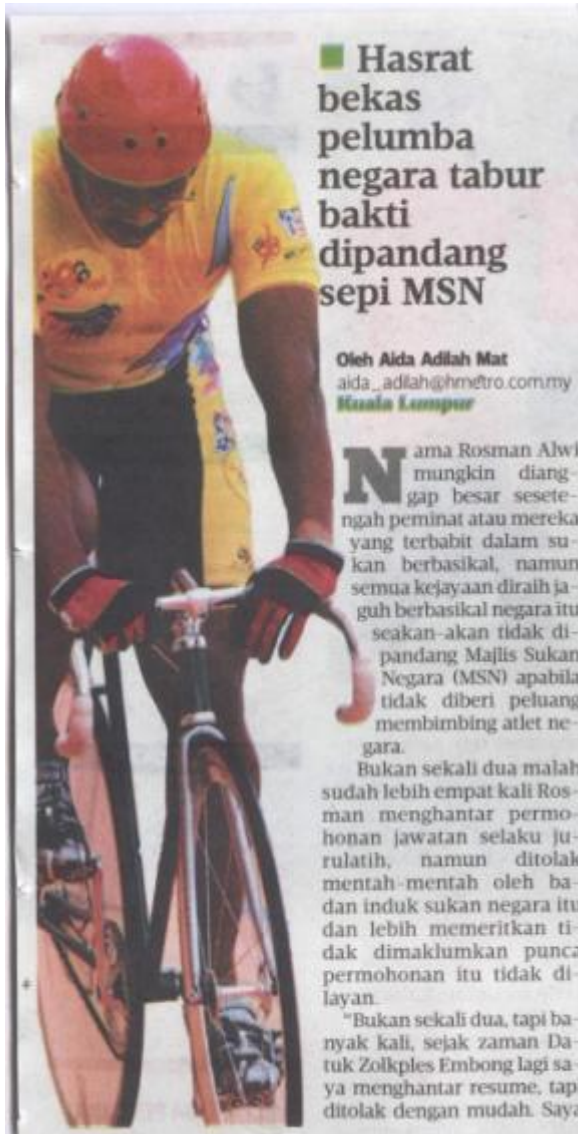 Hasrat
bekas
pelumba
negara tabur
bakti
dipandang
sepi MSN
Oleh Aida Adilah Mat
aida_adilah@hmetro.com.my
Kuala Lumpur
Nama Rosman Alwi
mungkin diang-
gap besar sesete-
ngah peminat atau mereka
yang terbabit dalam su-
kan berbasikal, namun
semua kejayaan diraih ja-
guh berbasikal negara itu
seakan-akan tidak di-
pandang Majlis Sukan
Negara (MSN) apabila
tidak diberi peluang
membimbing atlet ne-
gara.
Bukan sekali dua malah
sudah lebih empat kali Ros-
man menghantar permo-
honan jawatan selaku ju-
rulatih, namun ditolak
mentah-mentah oleh ba-
dan induk sukan negara itu
dan lebih memeritkan ti-
dak dimaklumkan punca
permohonan itu tidak di-
layan.
"Bukan sekali dua, tapi ba-
nyak kali, sejak zaman Da-
tuk Zolkples Embong lagi sa-
ya menghantar resume, tap
ditolak dengan mudah. Saya